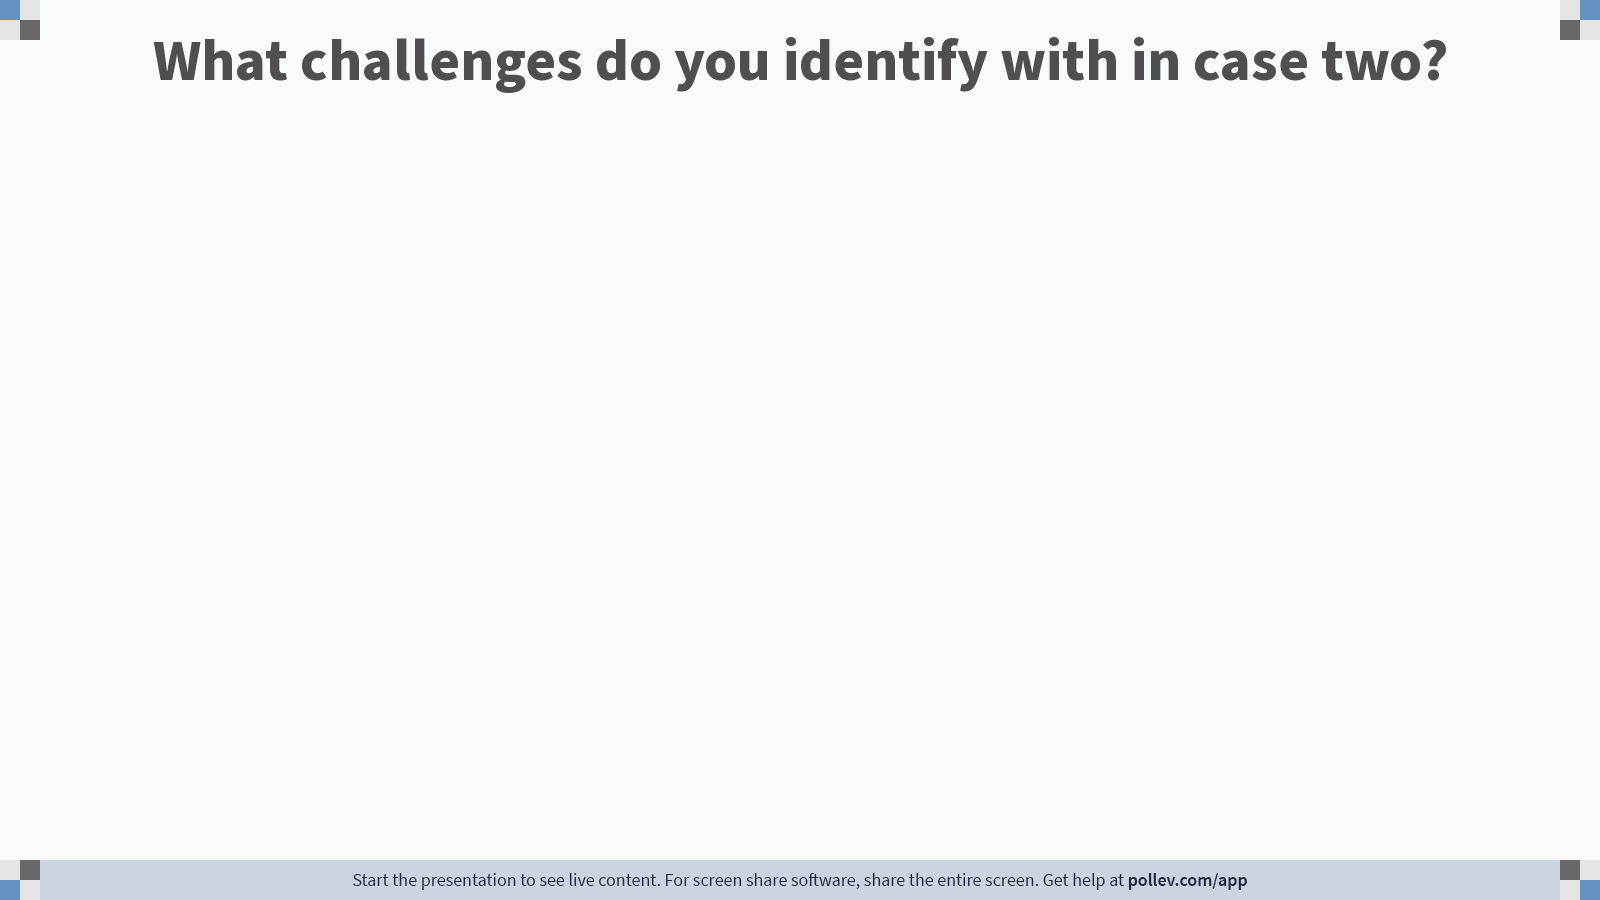 What challenges do you identify with in case two?
Start the presentation to see live content. For screen share software, share the entire screen. Get help at pollev.com/app